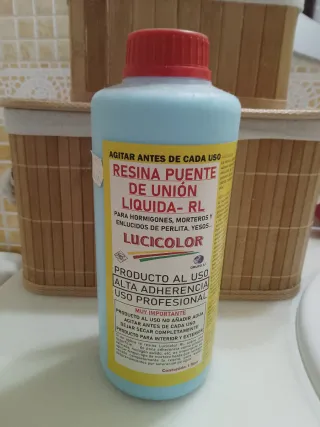 AGITAR ANTES DE CADA USO
RESINA PUENTE
DE UNIÓN
LIQUIDA- RL
PARA HORMIGONES, MORTEROS Y
ENLUCIDOS DE PERLITA, YESOS...
LUCICOLOR
PRODUCTO AL USO
ALTA ADHERENCIA
USO PROFESIONAL
MUY IMPORTANTE
PRODUCTO AL USO NO AÑADIR AGUA
AGITAR ANTES DE CADA USO
DEJAR SECAR COMPLETAMENTE
PRODUCTO PARA INTERIOR Y EXTERIOR